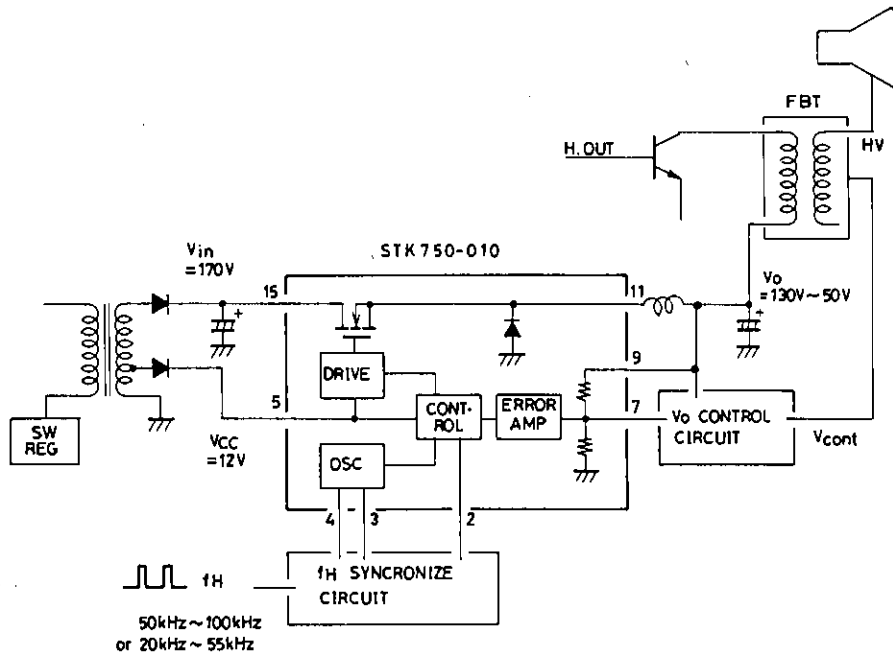 FBT
HV
H.OUT
STK750-010
Vin
=170V
15
11
Vo
=130V~50V
DRIVE
9
5
CONT-
ROL
ERROR
AMP
7
Vo CONTROL
CIRCUIT
Vcont
SW
REG
VCC
=12V
OSC
4
3
2
fH
fH SYNCRONIZE
CIRCUIT
50kHz~100kHz
or 20kHz~55kHz